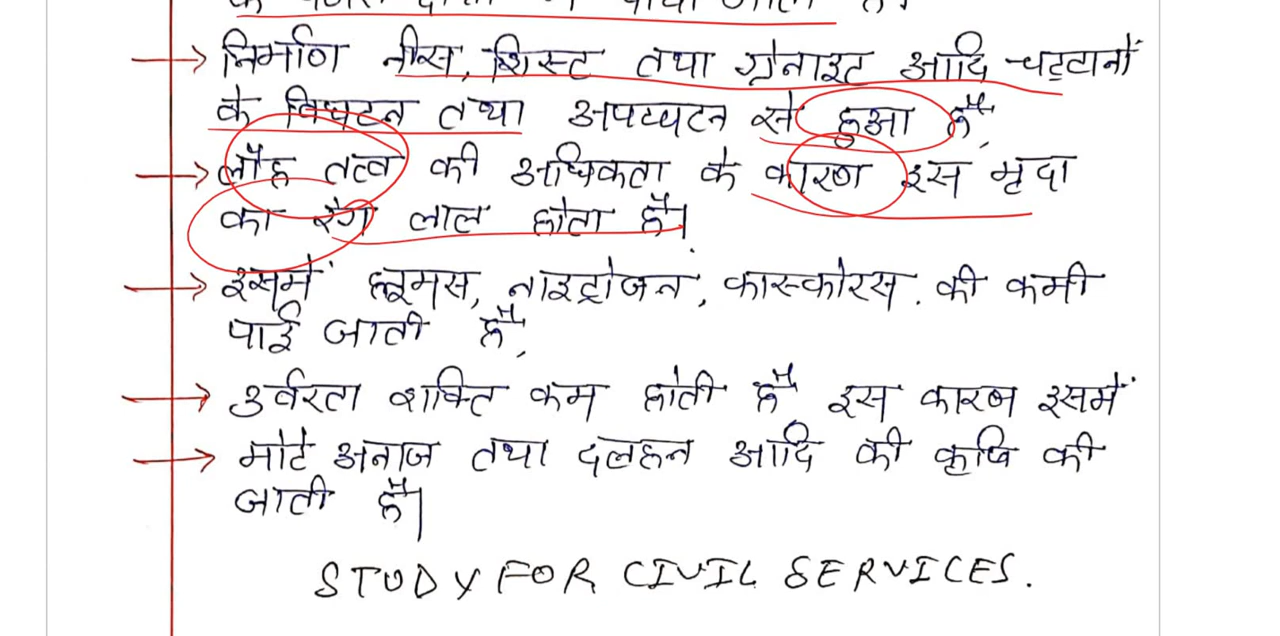 → निर्माण नीस, शिस्ट तथा ग्रेनाइट आदि चट्टानों
के विघटन तथा अपघटन से हुआ है,
→ लौह तत्व की अधिकता के कारण इस मृदा
का रंग लाल होता है।
→ इसमें ह्यूमस, नाइट्रोजन, फास्फोरस. की कमी
पाई जाती है,
→ उर्वरता शक्ति कम होती है इस कारण इसमें
→ मोटे अनाज तथा दलहन आदि की कृषि की
जाती है।
STUDY FOR CIVIL SERVICES.